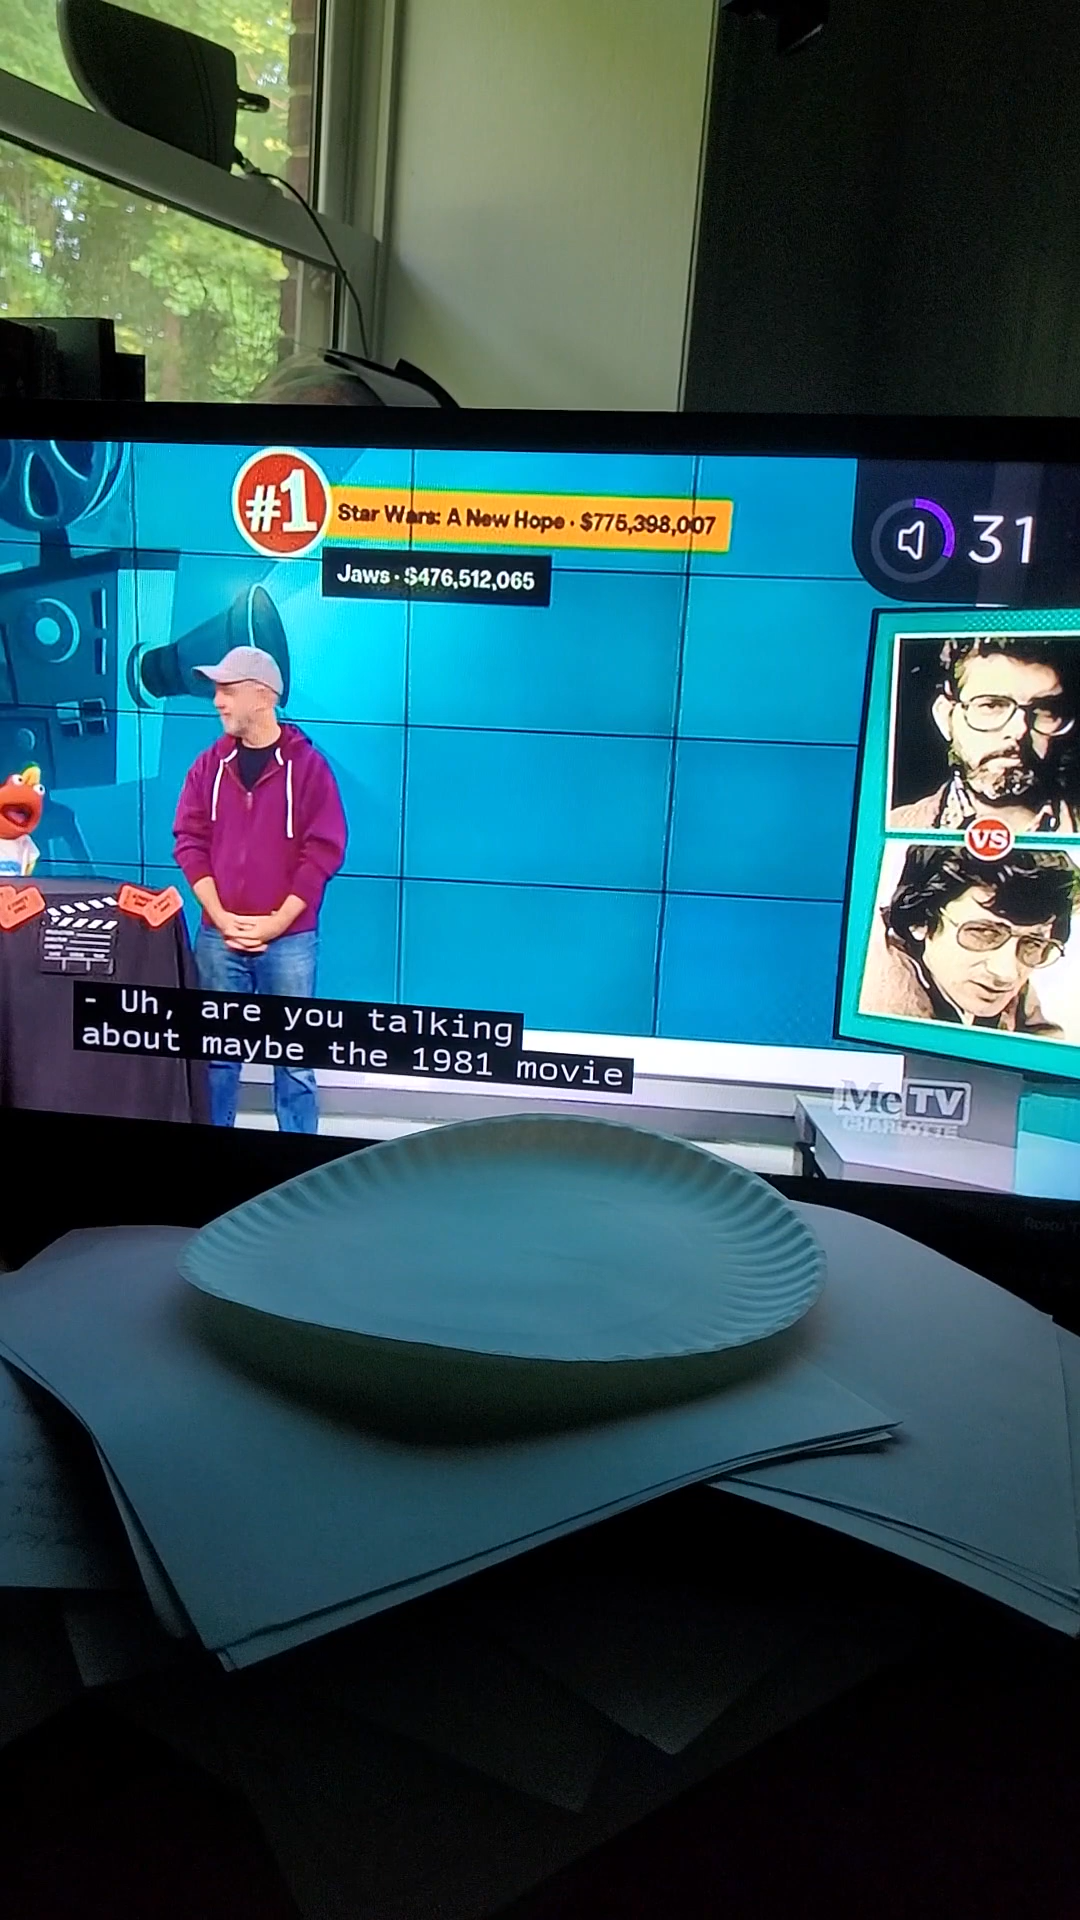 #1
Star Wars: A New Hope · $775,398,007
31
Jaws · $476,512,065
VS
- Uh, are you talking
about maybe the 1981 movie
MeTV
CHARLOTTE